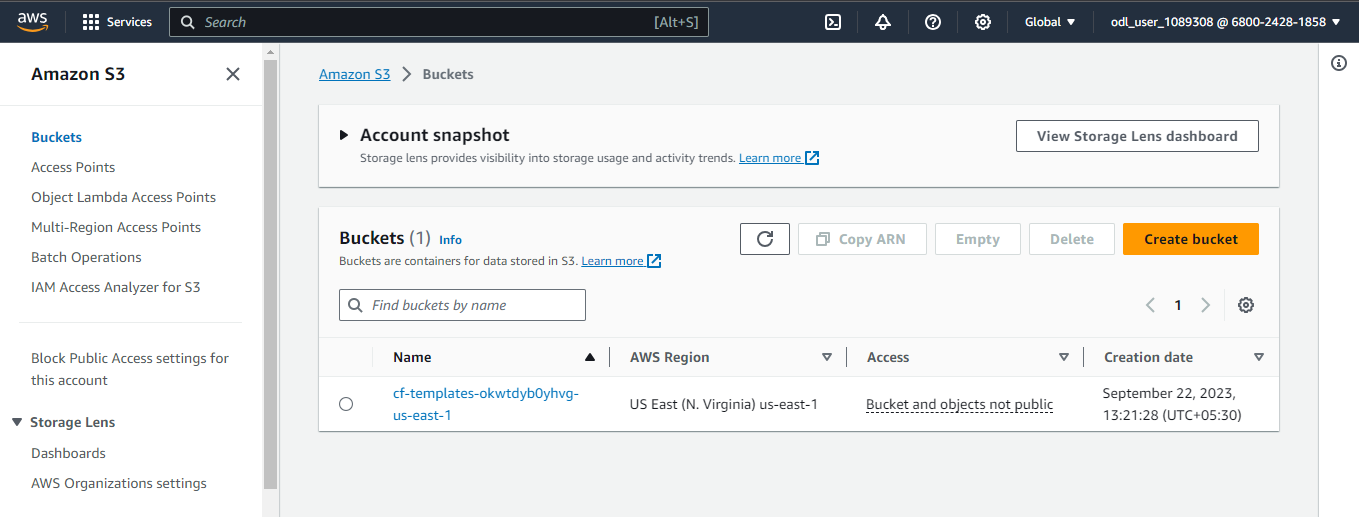 aws
Services
Search
[Alt+S]
Global
odl_user_1089308 @ 6800-2428-1858
Amazon S3
Buckets
Access Points
Object Lambda Access Points
Multi-Region Access Points
Batch Operations
IAM Access Analyzer for S3
Block Public Access settings for
this account
Storage Lens
Dashboards
AWS Organizations settings
Amazon S3 > Buckets
Account snapshot
Storage lens provides visibility into storage usage and activity trends. Learn more
View Storage Lens dashboard
Buckets (1) Info
Buckets are containers for data stored in S3. Learn more
Copy ARN
Empty
Delete
Create bucket
Find buckets by name
1
Name
AWS Region
Access
Creation date
cf-templates-okwtdyb0yhvg-
us-east-1
US East (N. Virginia) us-east-1
Bucket and objects not public
September 22, 2023,
13:21:28 (UTC+05:30)